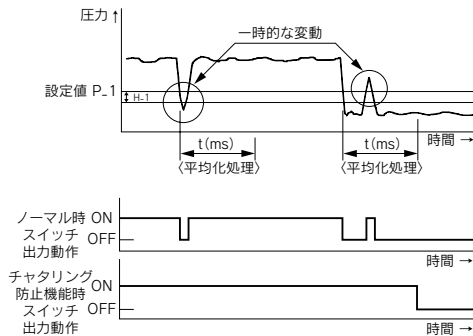 圧力↑
一時的な変動
設定値 P_1
H_1
時間 →
t(ms) t(ms)
〈平均化処理〉 〈平均化処理〉
ノーマル時 ON
スイッチ
出力動作 OFF
時間 →
チャタリング
防止機能時 ON
スイッチ
出力動作 OFF
時間 →